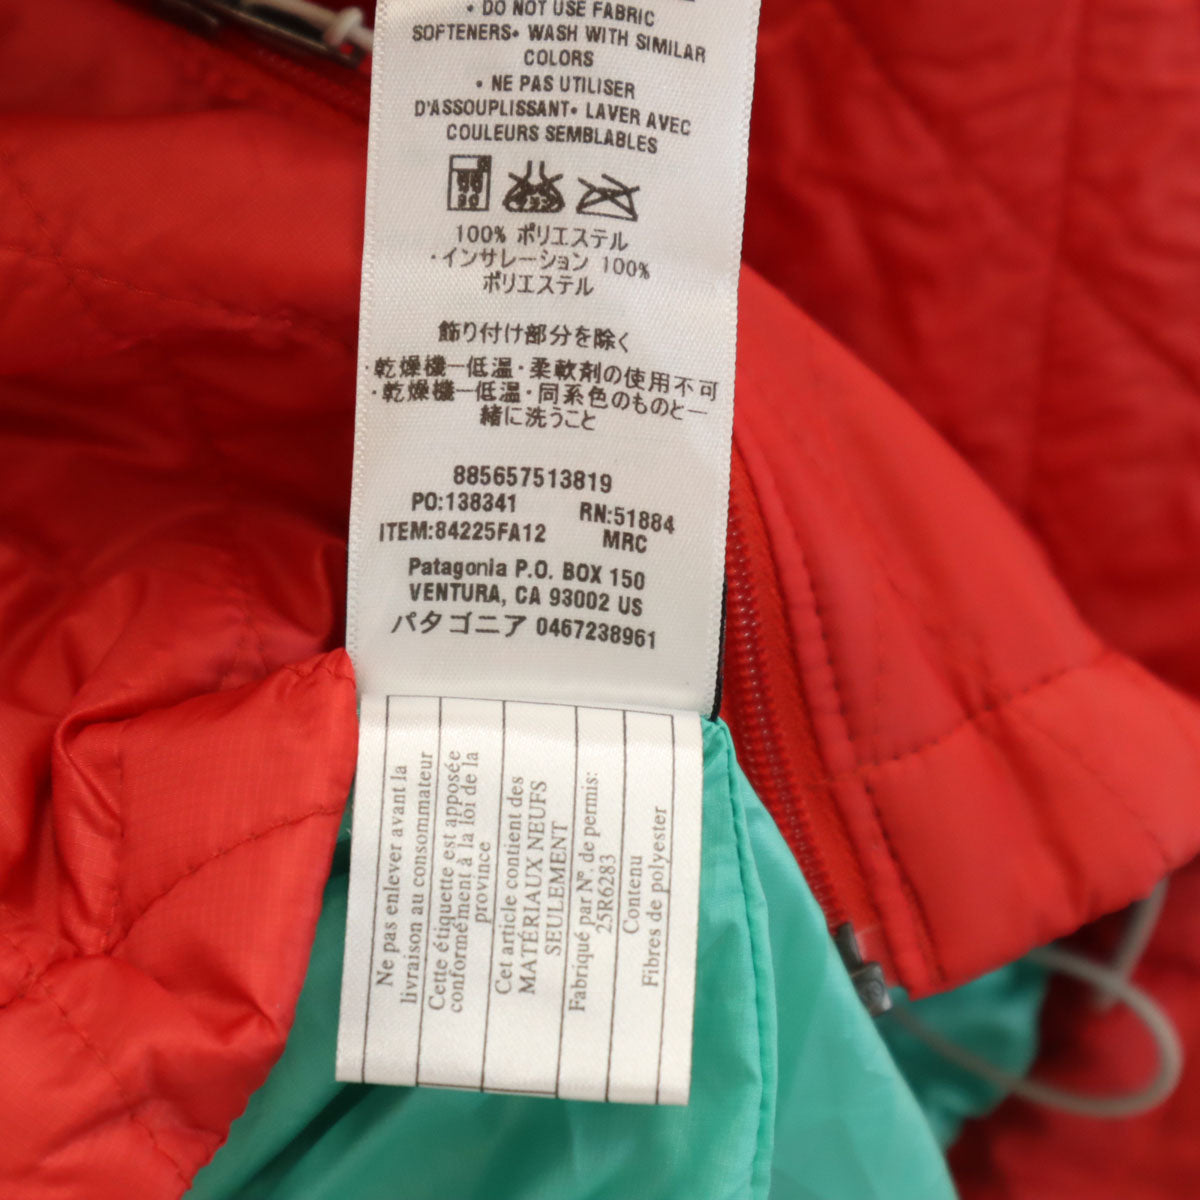 • DO NOT USE FABRIC
SOFTENERS• WASH WITH SIMILAR
COLORS
• NE PAS UTILISER
D'ASSOUPLISSANT• LAVER AVEC
COULEURS SEMBLABLES
100% ポリエステル
・インサレーション 100%
ポリエステル
飾り付け部分を除く
・乾燥機ー低温・柔軟剤の使用不可
・乾燥機ー低温・同系色のものと一
緒に洗うこと
885657513819
PO:138341 RN:51884
ITEM:84225FA12 MRC
Patagonia P.O. BOX 150
VENTURA, CA 93002 US
パタゴニア 0467238961
Ne pas enlever avant la
livraison au consommateur
Cette étiquette est apposée
conformément à la loi de la
province
Cet article contient des
MATÉRIAUX NEUFS
SEULEMENT
Fabriqué par N°. de permis:
25R6283
Contenu
Fibres de polyester